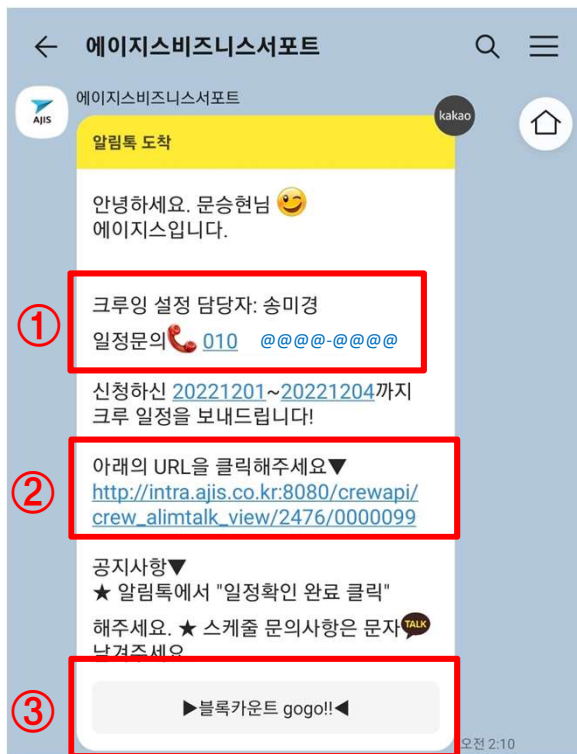 에이지스비즈니스서포트
에이지스비즈니스서포트
AJIS
kakao
알림톡 도착
안녕하세요. 문승현님
에이지스입니다.
①
크루잉 설정 담당자: 송미경
일정문의 010 @@@@-@@@@
신청하신 20221201~20221204까지
크루 일정을 보내드립니다!
②
아래의 URL을 클릭해주세요▼
http://intra.ajis.co.kr:8080/crewapi/
crew_alimtalk_view/2476/0000099
공지사항▼
★ 알림톡에서 "일정확인 완료 클릭"
해주세요. ★ 스케줄 문의사항은 문자 TALK
남겨주세요
③
▶블록카운트 gogo!!◀
오전 2:10